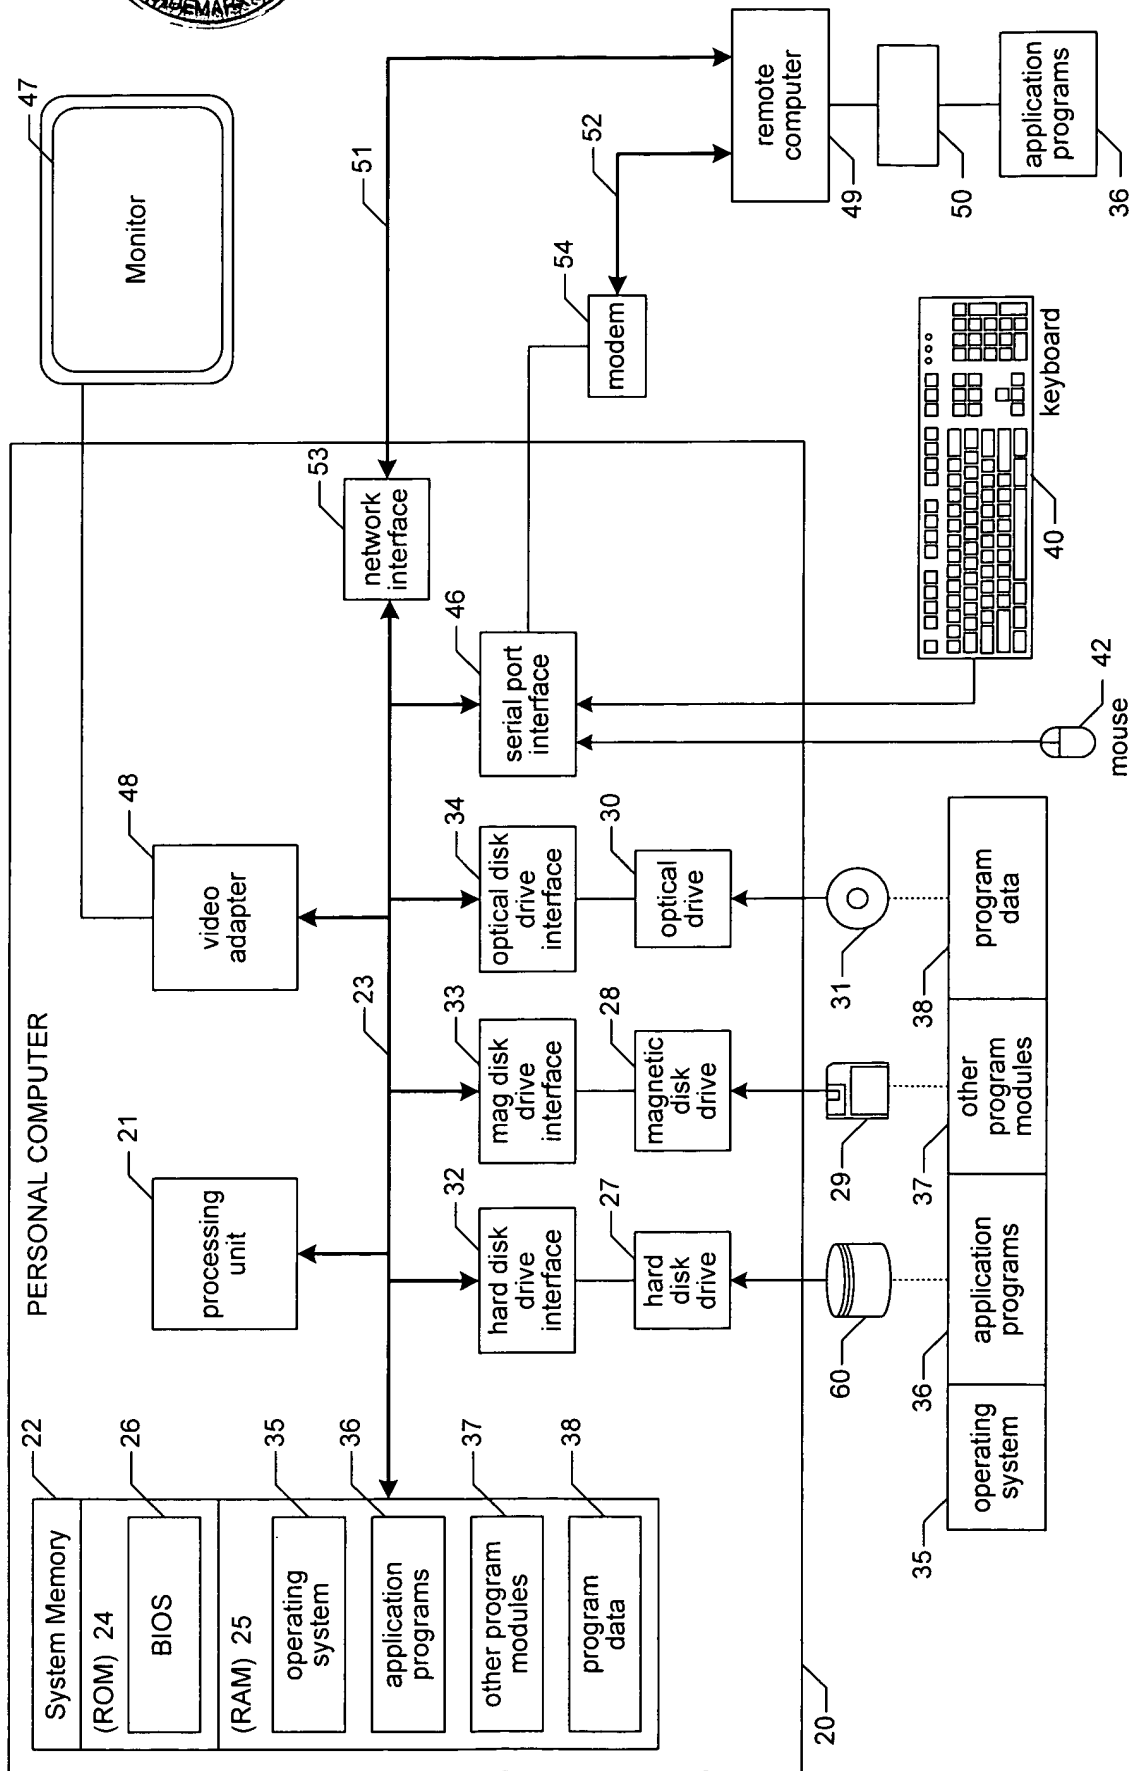 TRADEMARK
PERSONAL COMPUTER
System Memory
22
(ROM) 24
BIOS
26
(RAM) 25
operating
system
35
application
programs
36
other program
modules
37
program
data
38
processing
unit
21
video
adapter
48
47
Monitor
23
hard disk
drive
interface
32
mag disk
drive
interface
33
optical disk
drive
interface
34
serial port
interface
46
network
interface
53
hard
disk
drive
27
magnetic
disk
drive
28
optical
drive
30
modem
54
51
52
remote
computer
49
50
application
programs
36
20
60
29
31
mouse
42
40
keyboard
35
operating
system
36
application
programs
37
other
program
modules
38
program
data